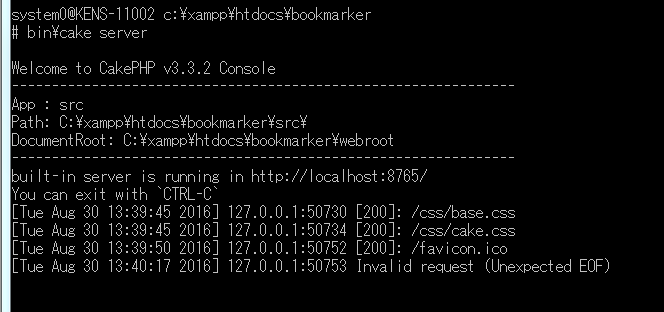 system0@KENS-11002 c:¥xampp¥htdocs¥bookmarker
# bin¥cake server
Welcome to CakePHP v3.3.2 Console
---------------------------------------------------------------
App : src
Path: C:¥xampp¥htdocs¥bookmarker¥src¥
DocumentRoot: C:¥xampp¥htdocs¥bookmarker¥webroot
---------------------------------------------------------------
built-in server is running in http://localhost:8765/
You can exit with `CTRL-C`
[Tue Aug 30 13:39:45 2016] 127.0.0.1:50730 [200]: /css/base.css
[Tue Aug 30 13:39:45 2016] 127.0.0.1:50734 [200]: /css/cake.css
[Tue Aug 30 13:39:50 2016] 127.0.0.1:50752 [200]: /favicon.ico
[Tue Aug 30 13:40:17 2016] 127.0.0.1:50753 Invalid request (Unexpected EOF)